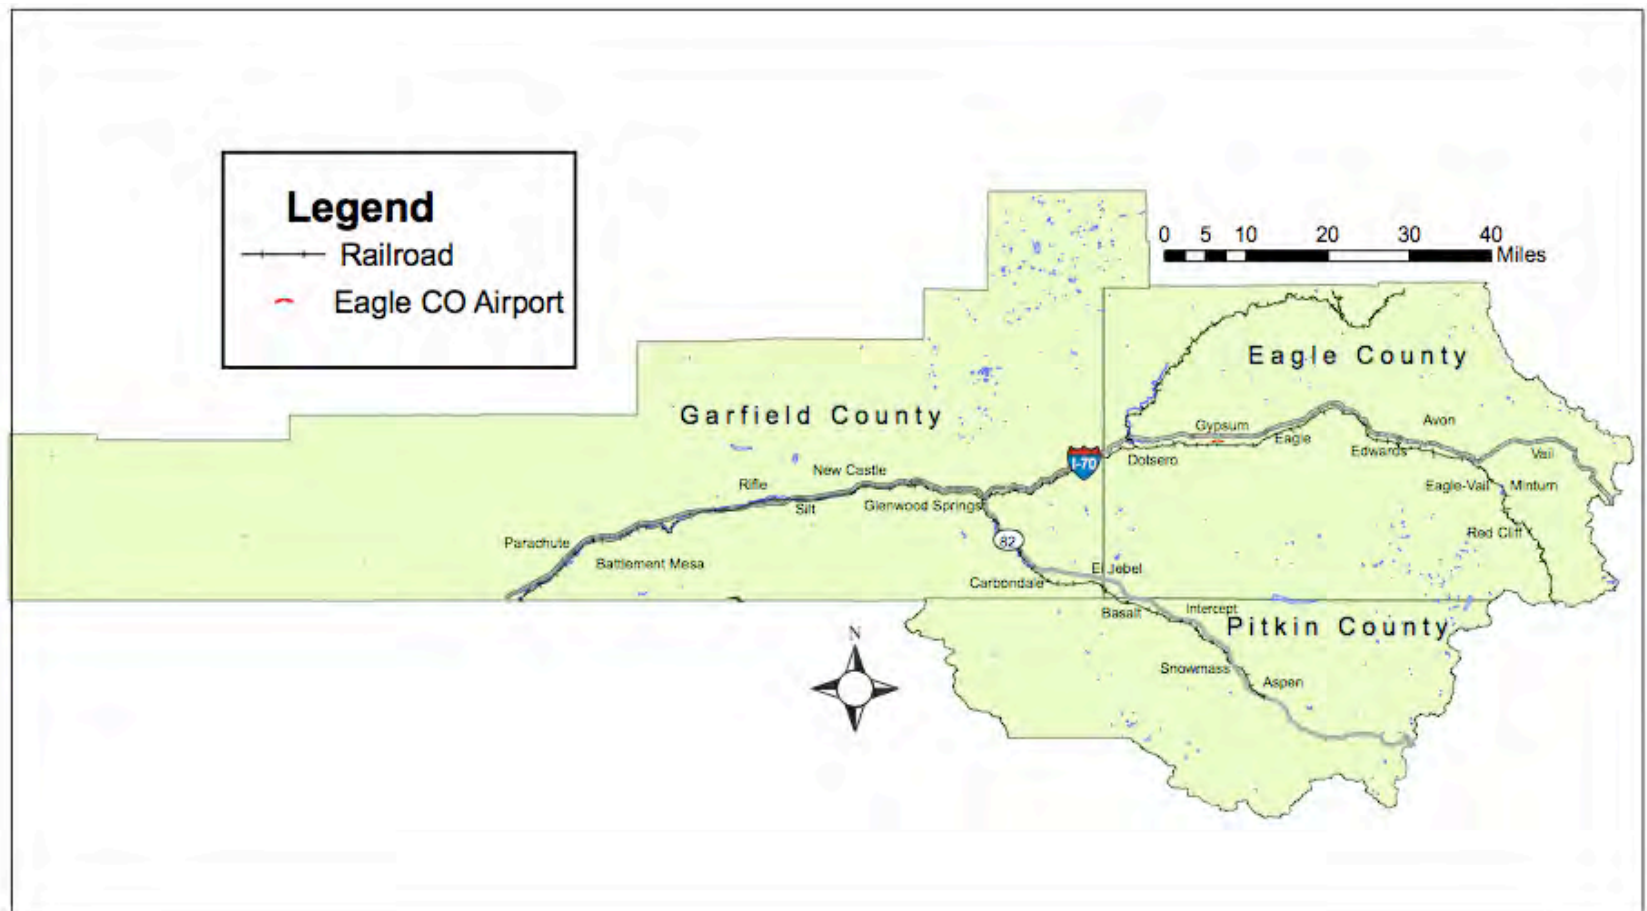 Legend
Railroad
Eagle CO Airport
0 5 10 20 30 40
Miles
Eagle County
Garfield County
Gypsum
Avon
Eagle
I-70
Dotsero
Edwards
Vail
New Castle
Rifle
Silt
Glenwood Springs
Eagle-Vail
Minturn
Red Cliff
Parachute
82
Battlement Mesa
El Jebel
Carbondale
Basalt
Intercept
Pitkin County
N
Snowmass
Aspen